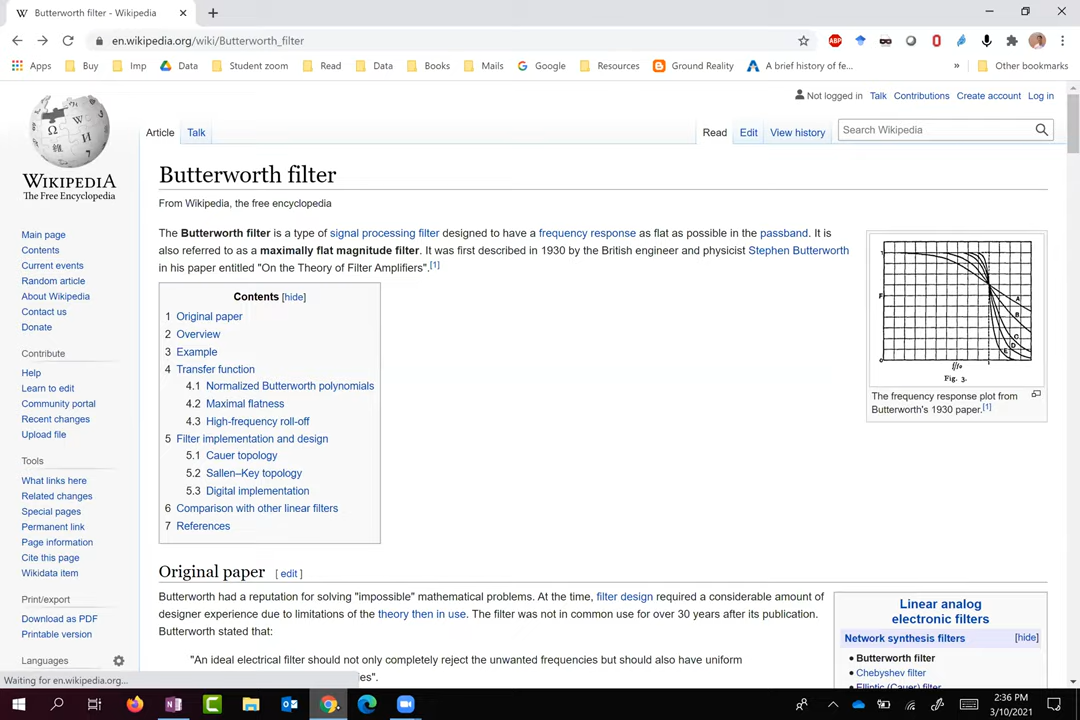 Butterworth filter - Wikipedia
en.wikipedia.org/wiki/Butterworth_filter
ABP
Apps Buy Imp Data Student zoom Read Data Books Mails Google Resources Ground Reality A brief history of fe... » Other bookmarks
Not logged in Talk Contributions Create account Log in
Article Talk Read Edit View history Search Wikipedia
WIKIPEDIA
The Free Encyclopedia
Main page
Contents
Current events
Random article
About Wikipedia
Contact us
Donate
Contribute
Help
Learn to edit
Community portal
Recent changes
Upload file
Tools
What links here
Related changes
Special pages
Permanent link
Page information
Cite this page
Wikidata item
Print/export
Download as PDF
Printable version
Languages
Butterworth filter
From Wikipedia, the free encyclopedia
The Butterworth filter is a type of signal processing filter designed to have a frequency response as flat as possible in the passband. It is
also referred to as a maximally flat magnitude filter. It was first described in 1930 by the British engineer and physicist Stephen Butterworth
in his paper entitled "On the Theory of Filter Amplifiers".[1]
Contents [hide]
1 Original paper
2 Overview
3 Example
4 Transfer function
4.1 Normalized Butterworth polynomials
4.2 Maximal flatness
4.3 High-frequency roll-off
5 Filter implementation and design
5.1 Cauer topology
5.2 Sallen–Key topology
5.3 Digital implementation
6 Comparison with other linear filters
7 References
F
A
B
C
D
E
f/f₀
Fig. 3.
The frequency response plot from
Butterworth's 1930 paper.[1]
Original paper [ edit ]
Butterworth had a reputation for solving "impossible" mathematical problems. At the time, filter design required a considerable amount of
designer experience due to limitations of the theory then in use. The filter was not in common use for over 30 years after its publication.
Butterworth stated that:
"An ideal electrical filter should not only completely reject the unwanted frequencies but should also have uniform
es".
Linear analog
electronic filters
Network synthesis filters [hide]
• Butterworth filter
• Chebyshev filter
• Elliptic (Cauer) filter
Waiting for en.wikipedia.org...
2:36 PM
3/10/2021